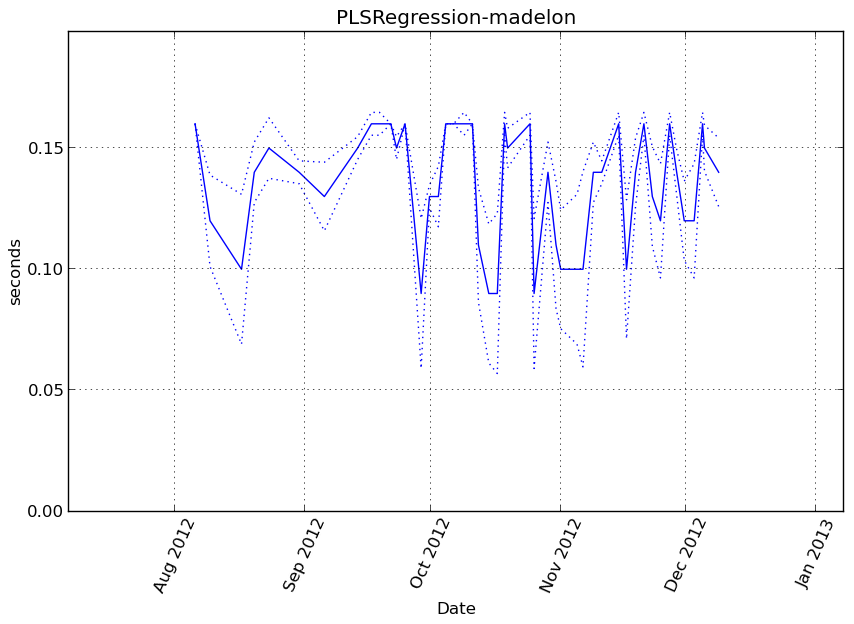 PLSRegression-madelon
seconds
0.15
0.10
0.05
0.00
Aug 2012
Sep 2012
Oct 2012
Nov 2012
Dec 2012
Jan 2013
Date